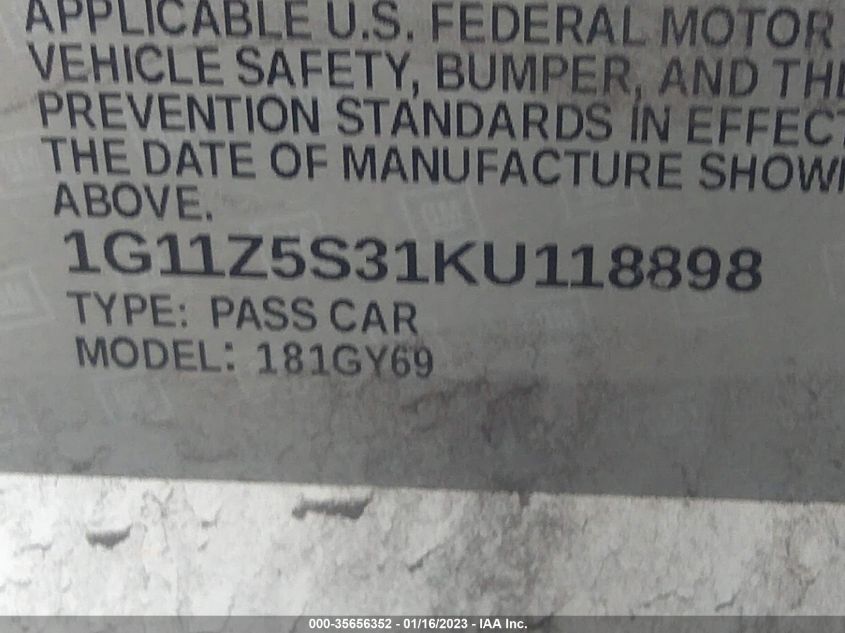 APPLICABLE U.S. FEDERAL MOTOR
VEHICLE SAFETY, BUMPER, AND THE
PREVENTION STANDARDS IN EFFECT
THE DATE OF MANUFACTURE SHOWN
ABOVE.
1G11Z5S31KU118898
TYPE: PASS CAR
MODEL: 181GY69
000-35656352 - 01/16/2023 - IAA Inc.